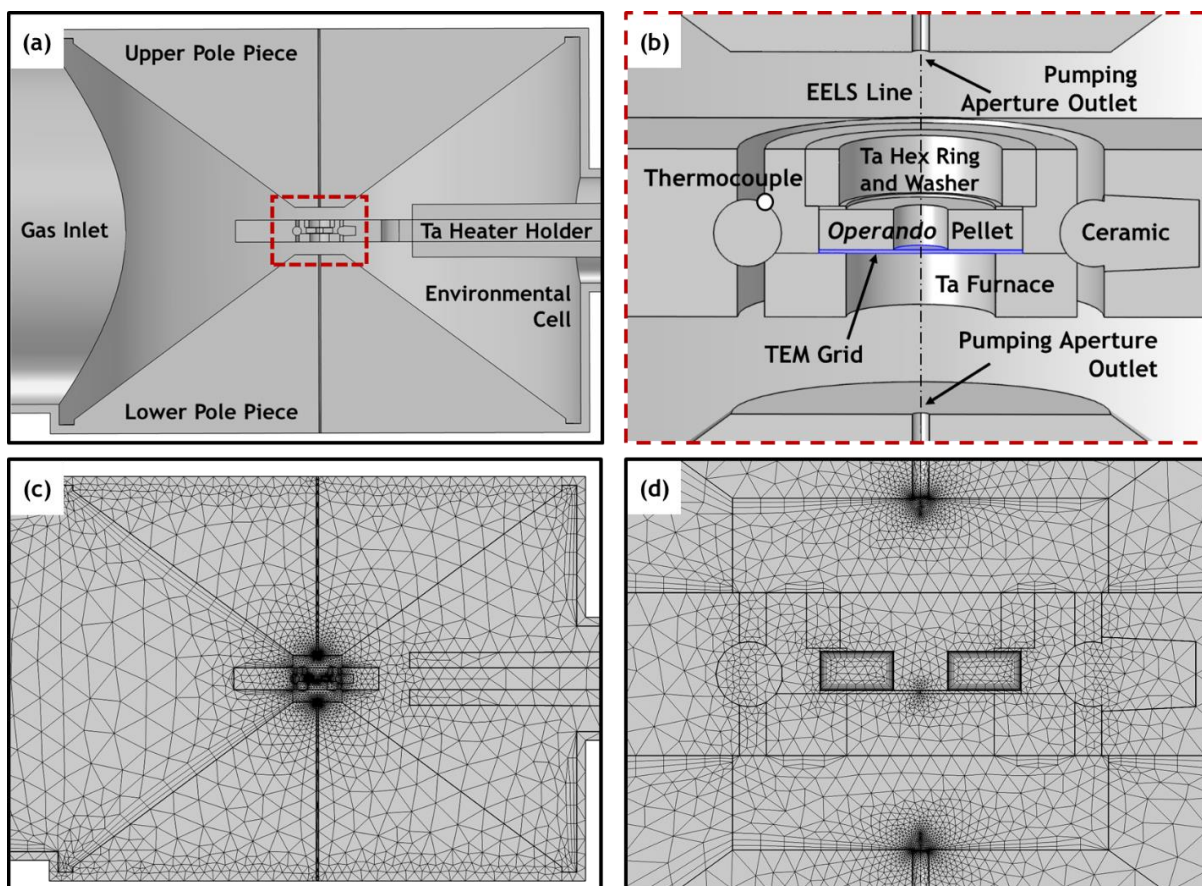 (a)
Upper Pole Piece
Gas Inlet
Ta Heater Holder
Environmental
Cell
Lower Pole Piece
(b)
Pumping
Aperture Outlet
EELS Line
Ta Hex Ring
and Washer
Thermocouple
Operando Pellet
Ceramic
Ta Furnace
TEM Grid
Pumping Aperture
Outlet
(c)
(d)